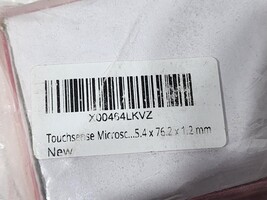 X00464LKVZ
Touchsense Microsc...5.4 x 76.2 x 1.2 mm
New